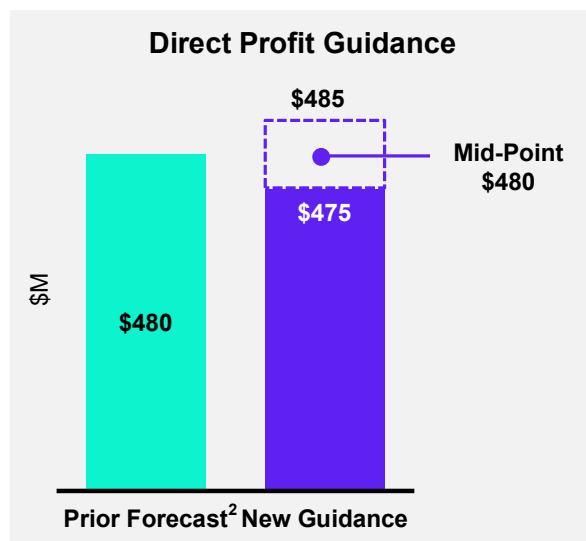 Direct Profit Guidance
$485
Mid-Point
$480
$475
$M
$480
Prior Forecast² New Guidance